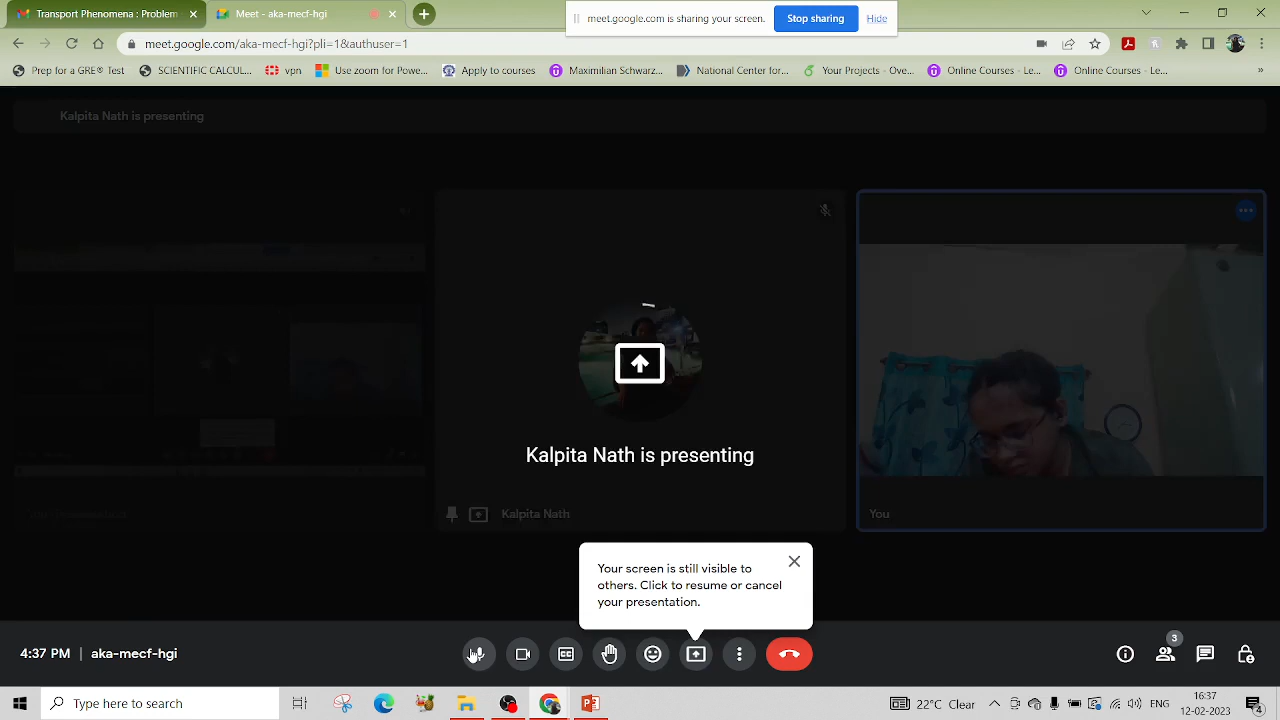 Transport Phenomena : Problem
Meet - aka-mecf-hgi
meet.google.com is sharing your screen.
Stop sharing
Hide
meet.google.com/aka-mecf-hgi?pli=1&authuser=1
Prep for a GRE® Test
SCIENTIFIC CALCUL...
vpn
Use zoom for Powe...
Apply to courses
Maximilian Schwarz...
National Center for...
Your Projects - Ove...
Online Courses - Le...
Online Courses - Le...
»
Kalpita Nath is presenting
Kalpita Nath is presenting
Kalpita Nath
You
Your screen is still visible to
others. Click to resume or cancel
your presentation.
4:37 PM | aka-mecf-hgi
3
Type here to search
22°C Clear
ENG
16:37
12-02-2023
4